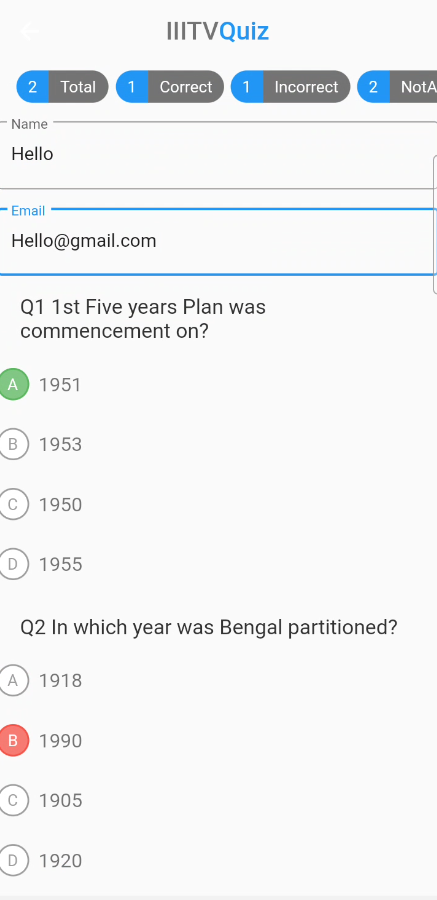 IIITVQuiz
2 Total 1 Correct 1 Incorrect 2 NotA
Name
Hello
Email
Hello@gmail.com
Q1 1st Five years Plan was
commencement on?
A 1951
B 1953
C 1950
D 1955
Q2 In which year was Bengal partitioned?
A 1918
B 1990
C 1905
D 1920